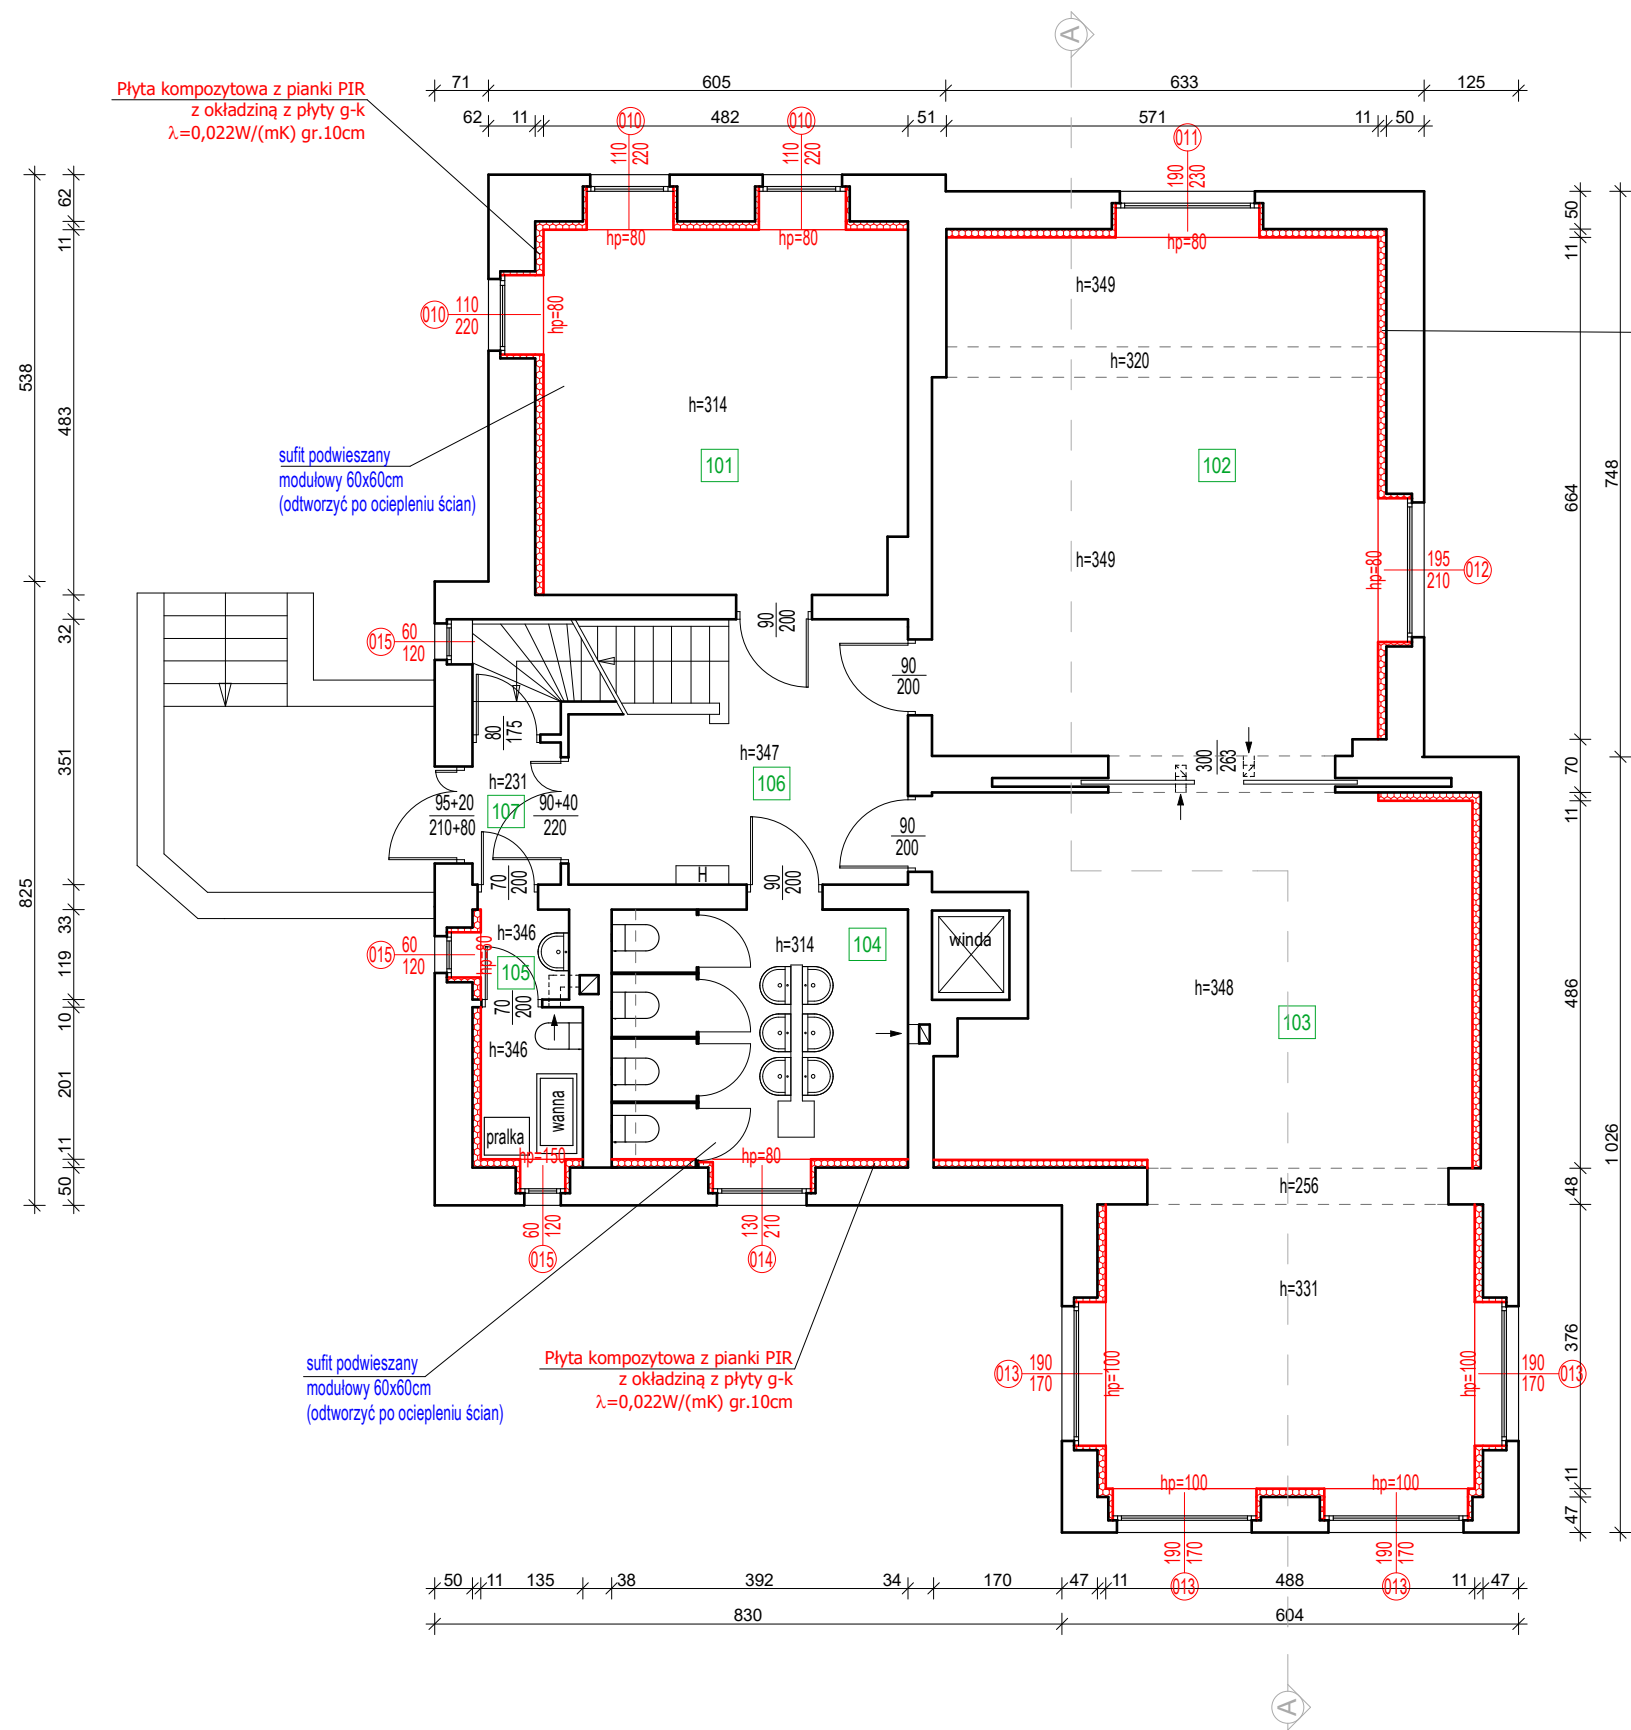 A
71
605
633
125
62
11
482
51
571
11
50
Płyta kompozytowa z pianki PIR
z okładziną z płyty g-k
λ=0,022W/(mK) gr.10cm
010
110
220
010
110
220
011
190
230
62
11
538
483
32
351
825
33
119
10
201
11
50
50
11
664
748
70
11
486
1 026
48
376
11
47
hp=80
hp=80
hp=80
h=349
010
110
220
hp=80
h=320
h=314
sufit podwieszany
modułowy 60x60cm
(odtworzyć po ociepleniu ścian)
101
102
h=349
hp=80
195
210
012
015
60
120
90
200
90
200
80
175
h=347
300
263
h=231
106
95+20
210+80
107
90+40
220
90
200
70
200
H
90
200
h=346
h=314
104
winda
015
60
120
hp=80
105
h=348
70
200
103
h=346
wanna
pralka
hp=150
hp=80
h=256
60
120
015
130
210
014
h=331
sufit podwieszany
modułowy 60x60cm
(odtworzyć po ociepleniu ścian)
Płyta kompozytowa z pianki PIR
z okładziną z płyty g-k
λ=0,022W/(mK) gr.10cm
013
190
170
hp=100
hp=100
190
170
013
hp=100
hp=100
190
170
013
190
170
013
50
11
135
38
392
34
170
47
11
488
11
47
830
604
A